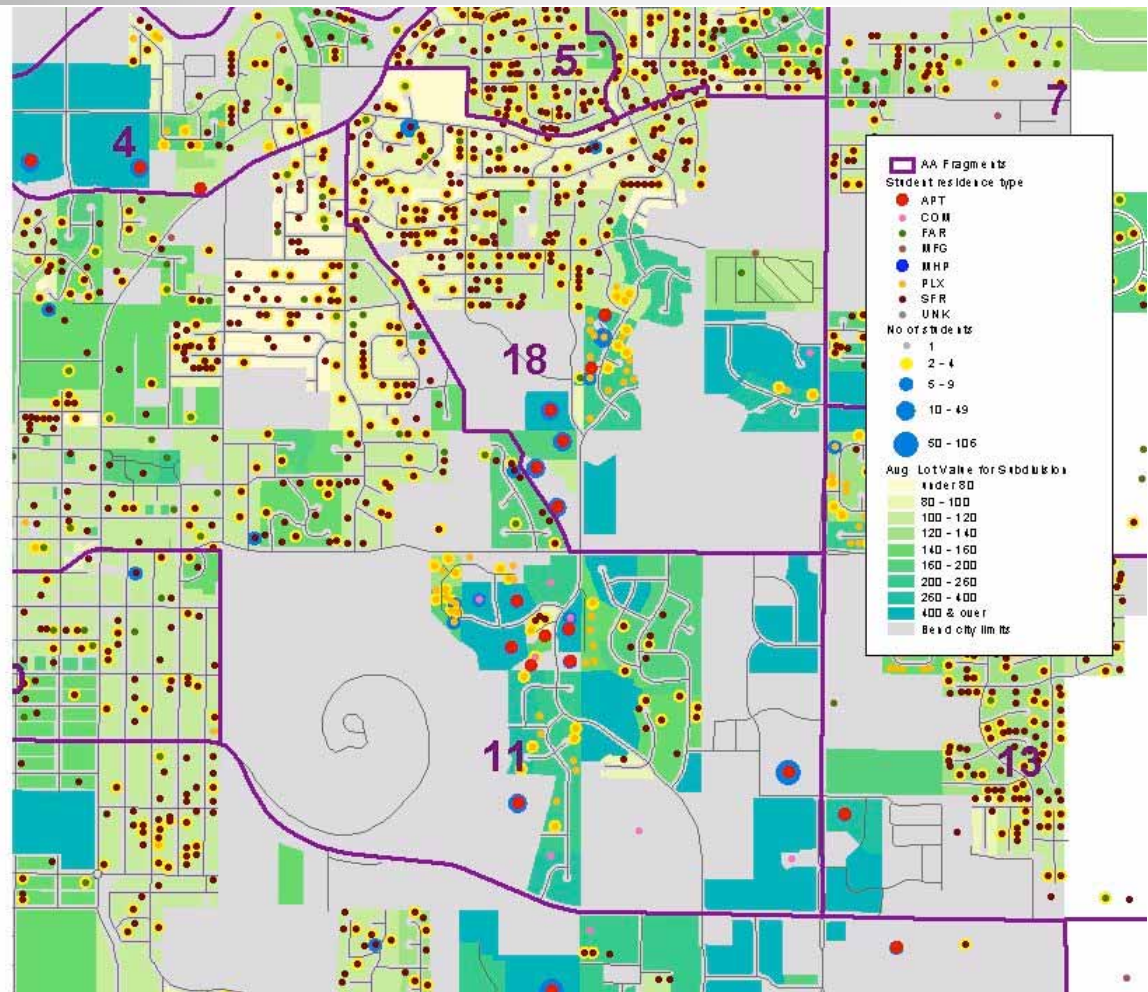 5
7
4
18
11
13
AA Fragments
Student residence type
APT
COM
FAR
MFG
MHP
PLX
SFR
UNK
No of students
1
2 - 4
5 - 9
10 - 49
50 - 106
Lot Value for Subdivision
under 80
80 - 100
100 - 120
120 - 140
140 - 160
160 - 200
200 - 260
260 - 400
400 & over
Bend city limits